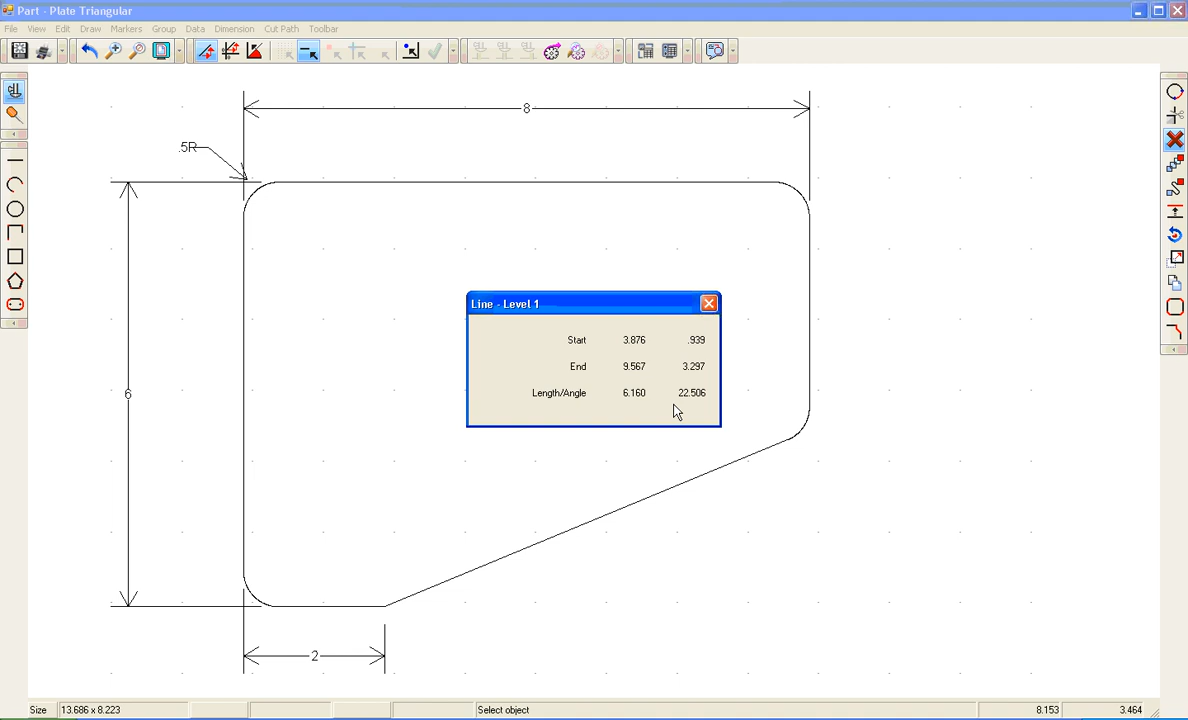 Part - Plate Triangular
File View Edit Draw Markers Group Data Dimension Cut Path Toolbar
8
.5R
Line - Level 1
Start 3.876 .939
End 9.567 3.297
6
Length/Angle 6.160 22.506
2
Size 13.686 x 8.223 Select object 8.153 3.464